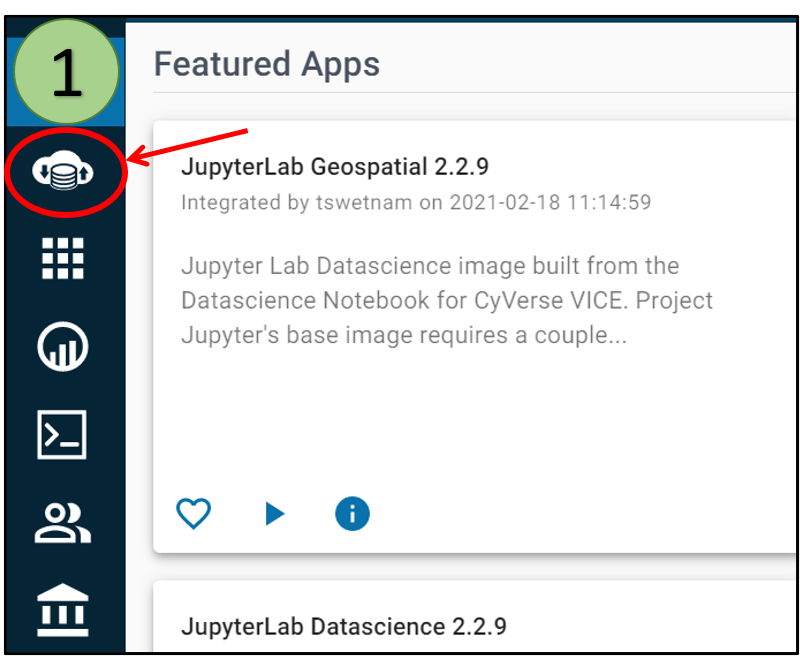 1
Featured Apps
JupyterLab Geospatial 2.2.9
Integrated by tswetnam on 2021-02-18 11:14:59
Jupyter Lab Datascience image built from the
Datascience Notebook for CyVerse VICE. Project
Jupyter's base image requires a couple...
JupyterLab Datascience 2.2.9